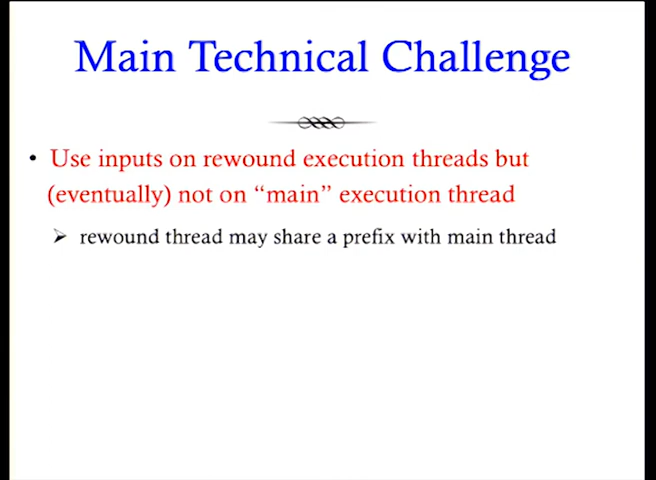 Main Technical Challenge
• Use inputs on rewound execution threads but
(eventually) not on “main” execution thread
➢ rewound thread may share a prefix with main thread